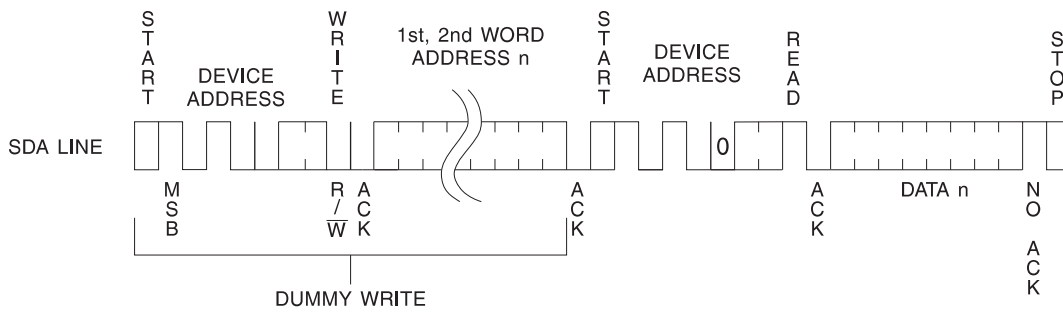 START
WRITE
1st, 2nd WORD
ADDRESS n
START
DEVICE
ADDRESS
READ
STOP
DEVICE
ADDRESS
SDA LINE
0
MSB
R/W
ACK
ACK
ACK
DATA n
NO ACK
DUMMY WRITE